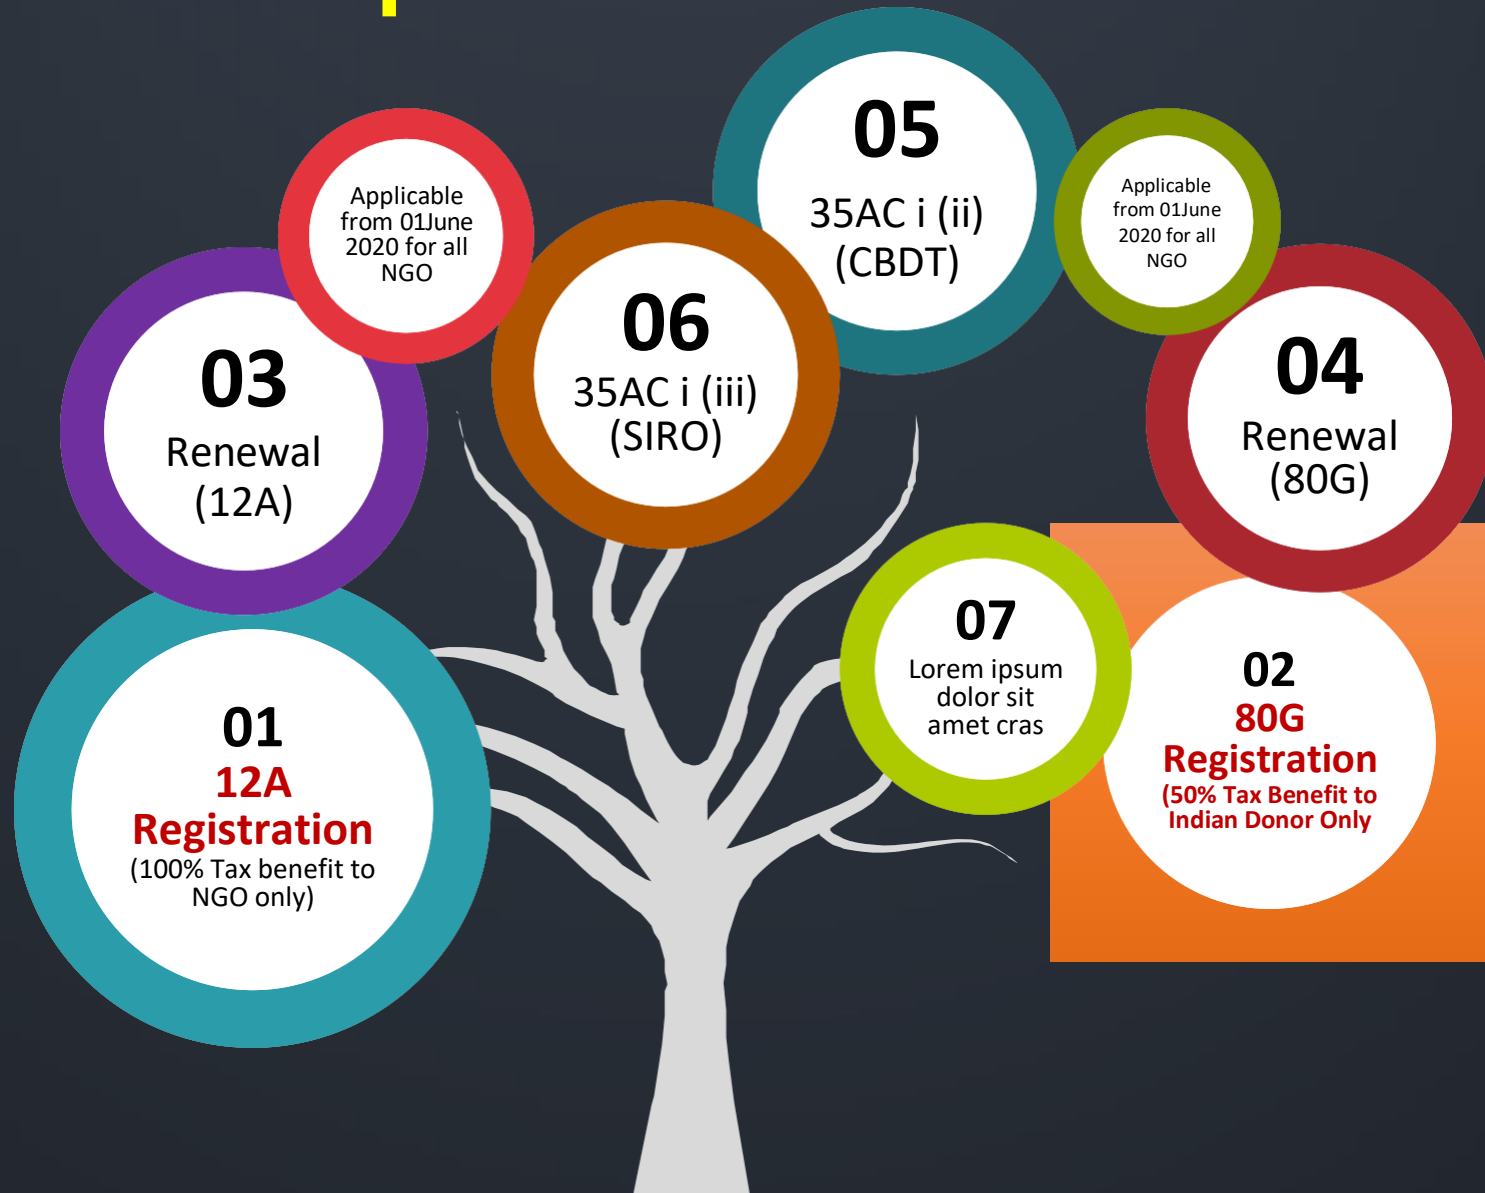 05
35AC i (ii)
(CBDT)
Applicable
from 01June
2020 for all
NGO
Applicable
from 01June
2020 for all
NGO
06
35AC i (iii)
(SIRO)
03
Renewal
(12A)
04
Renewal
(80G)
07
Lorem ipsum
dolor sit
amet cras
02
80G
Registration
(50% Tax Benefit to
Indian Donor Only
01
12A
Registration
(100% Tax benefit to
NGO only)